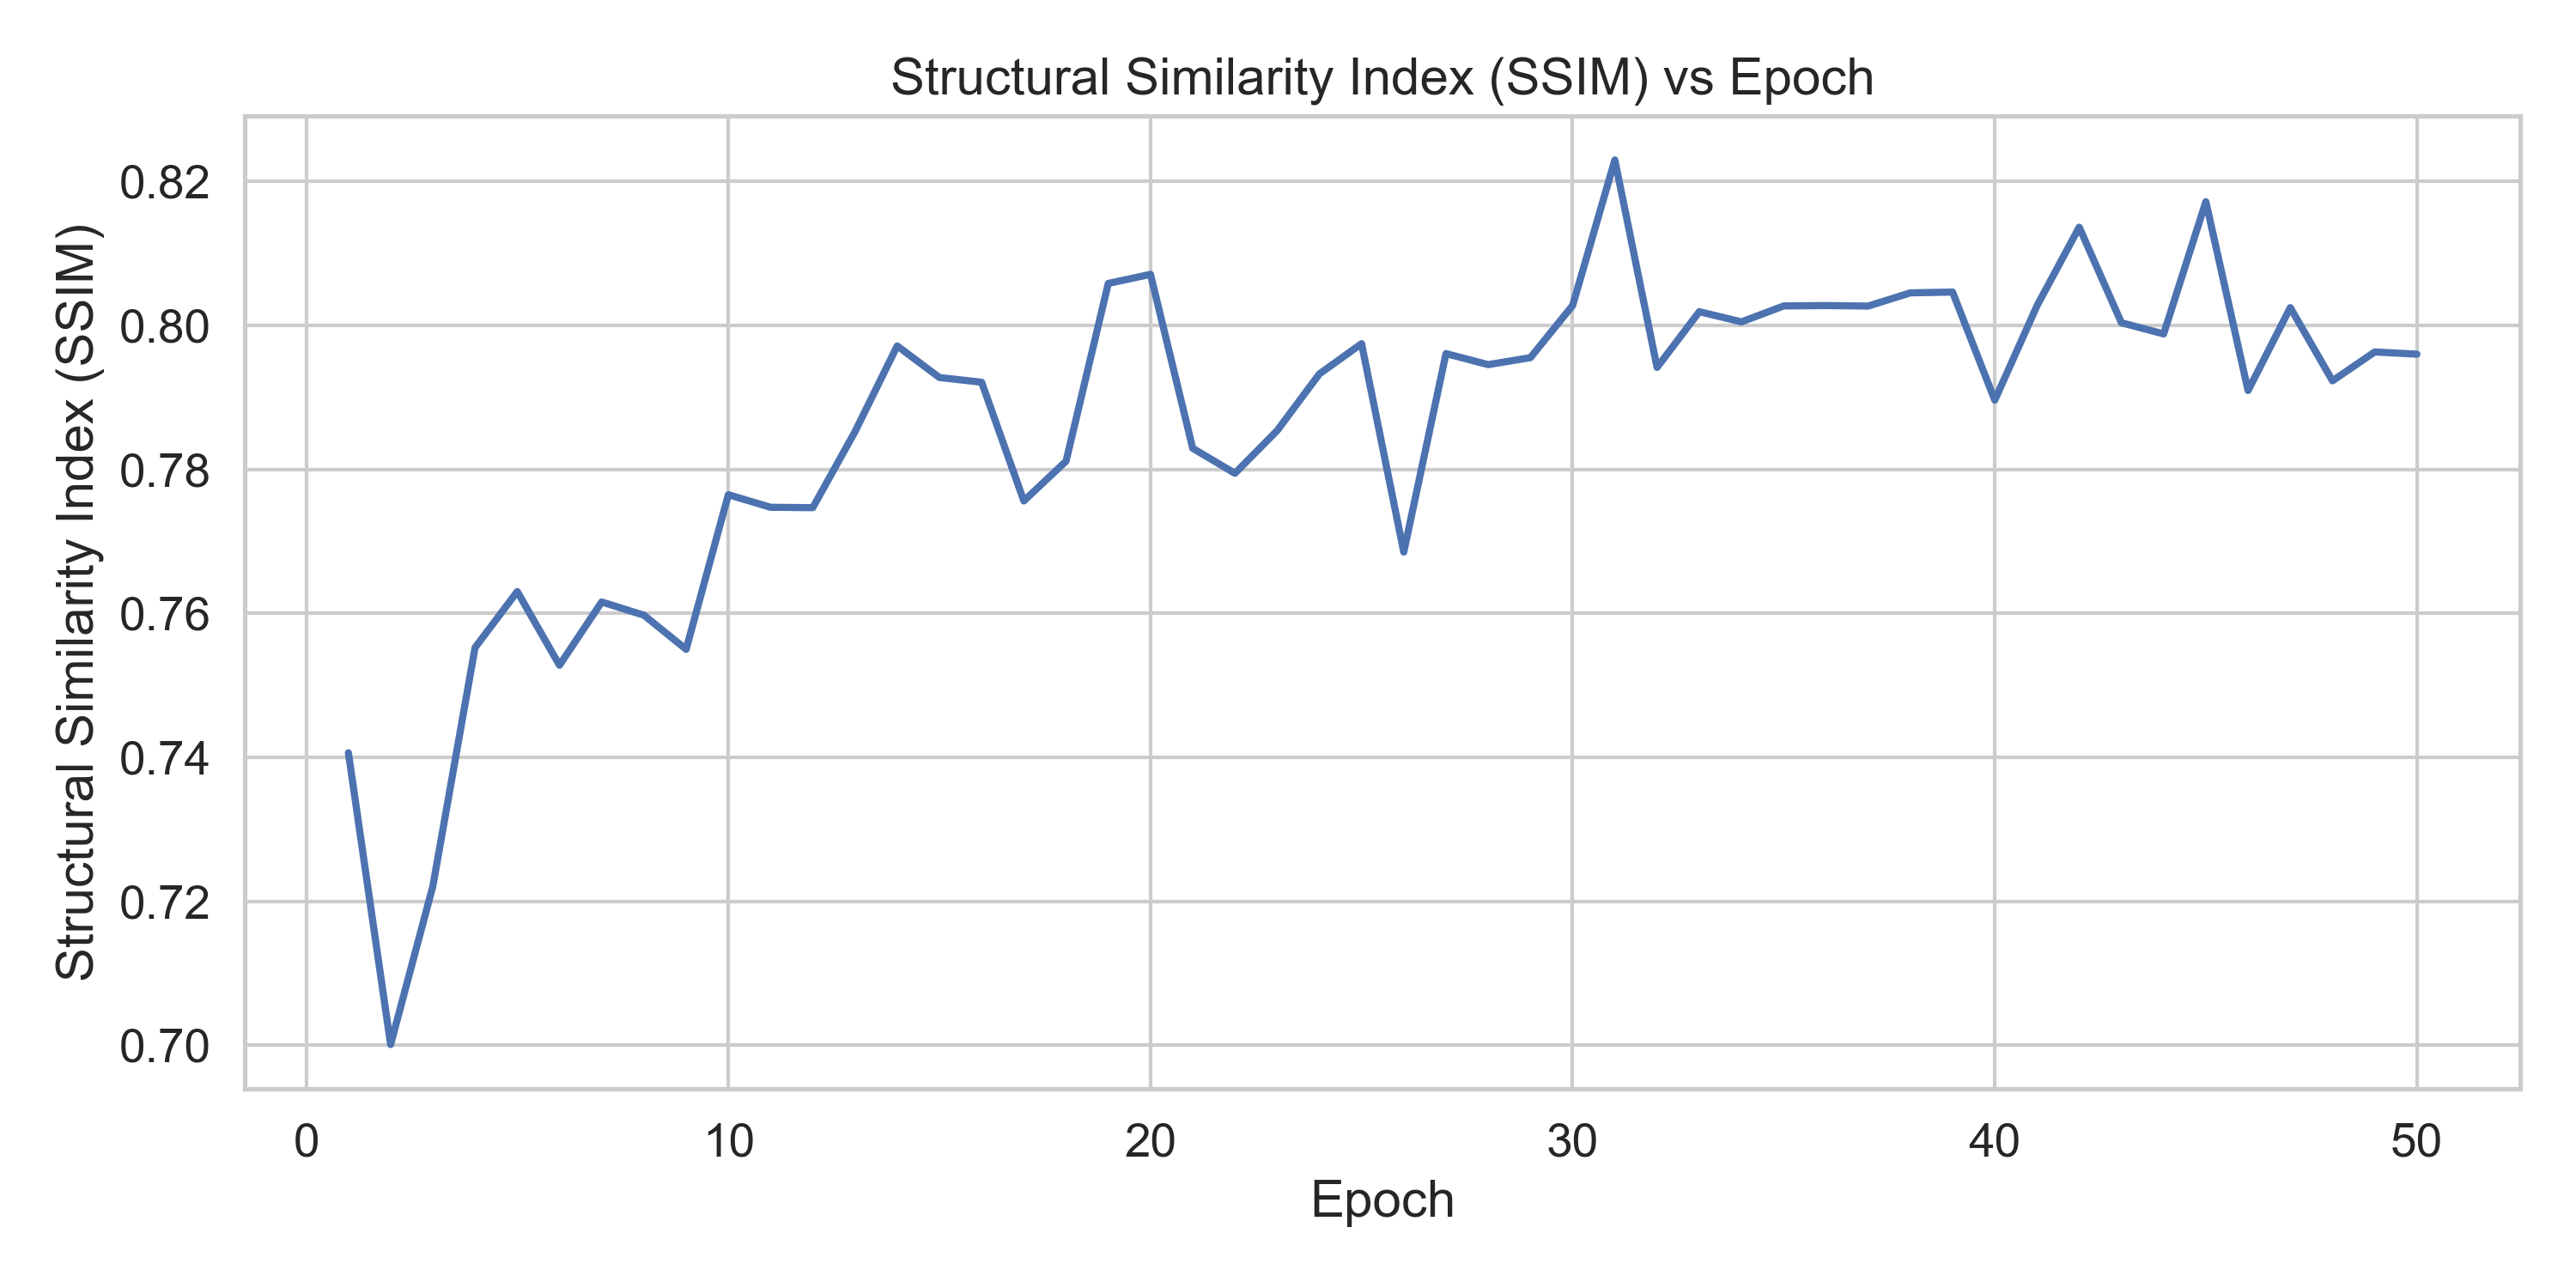 Structural Similarity Index (SSIM) vs Epoch
Structural Similarity Index (SSIM)
0.82
0.80
0.78
0.76
0.74
0.72
0.70
0 10 20 30 40 50
Epoch